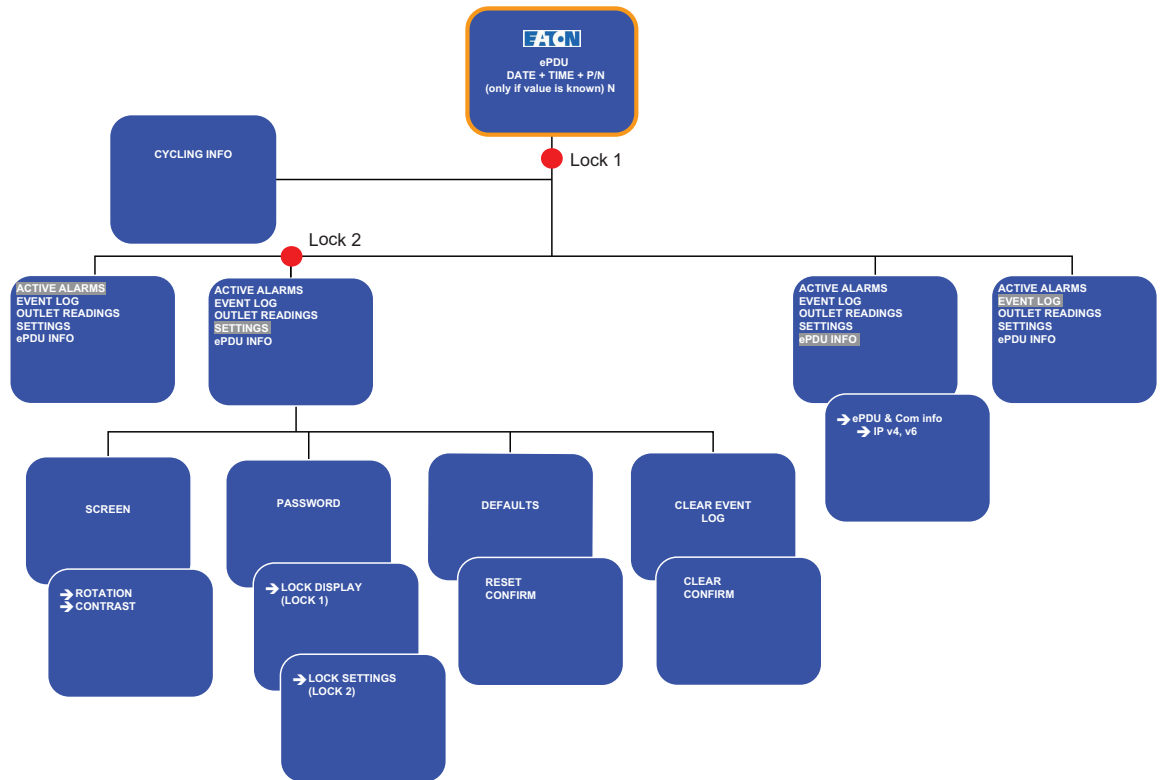 EATON
ePDU
DATE + TIME + P/N
(only if value is known) N
CYCLING INFO
Lock 1
Lock 2
ACTIVE ALARMS
EVENT LOG
OUTLET READINGS
SETTINGS
ePDU INFO
ACTIVE ALARMS
EVENT LOG
OUTLET READINGS
SETTINGS
ePDU INFO
ACTIVE ALARMS
EVENT LOG
OUTLET READINGS
SETTINGS
ePDU INFO
ACTIVE ALARMS
EVENT LOG
OUTLET READINGS
SETTINGS
ePDU INFO
➔ ePDU & Com info
➔ IP v4, v6
SCREEN
➔ ROTATION
➔ CONTRAST
PASSWORD
➔ LOCK DISPLAY
(LOCK 1)
➔ LOCK SETTINGS
(LOCK 2)
DEFAULTS
RESET
CONFIRM
CLEAR EVENT
LOG
CLEAR
CONFIRM